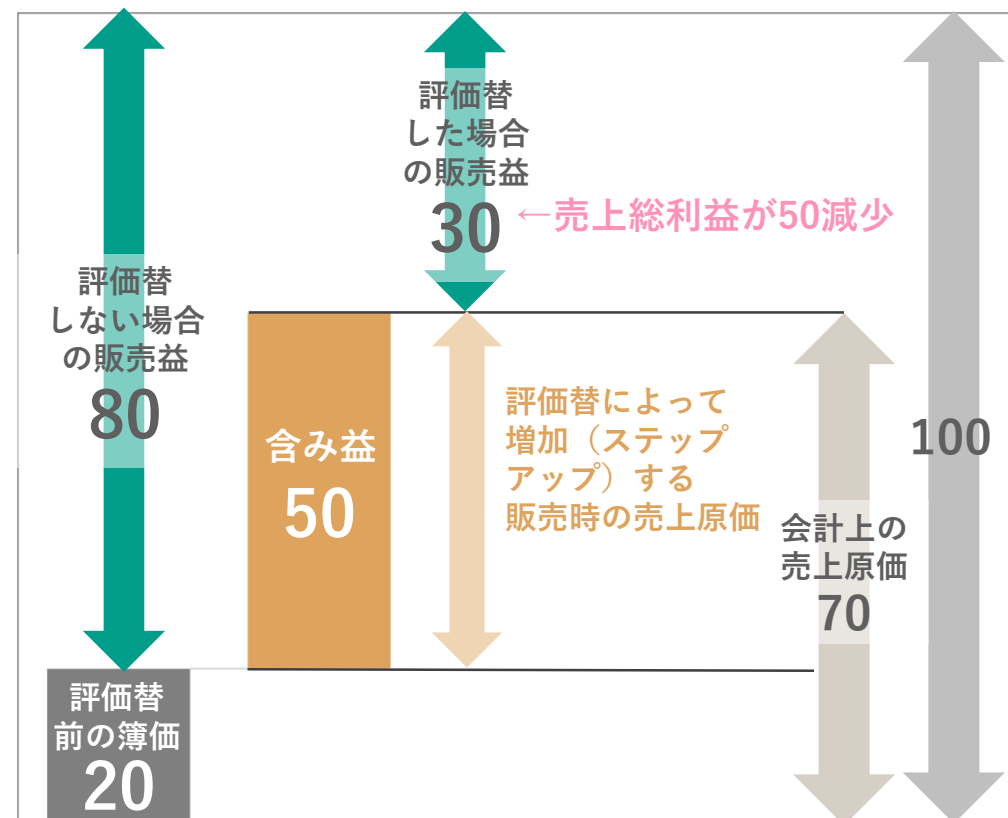 評価替
しない場合
の販売益
80
評価替
前の簿価
20
含み益
50
評価替
した場合
の販売益
30
←売上総利益が50減少
評価替によって
増加（ステップ
アップ）する
販売時の売上原価
会計上の
売上原価
70
100